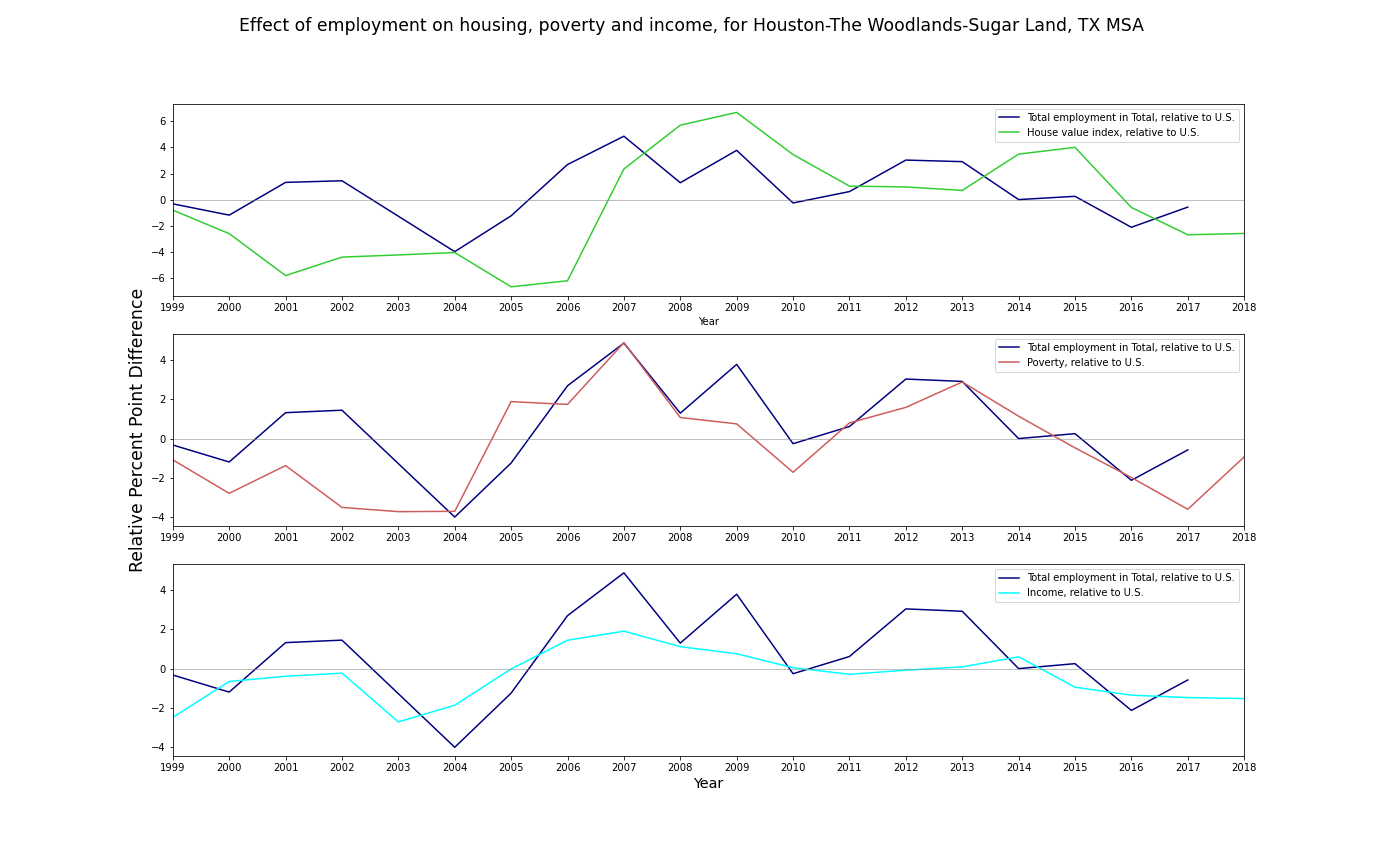 Effect of employment on housing, poverty and income, for Houston-The Woodlands-Sugar Land, TX MSA
Relative Percent Point Difference
Total employment in Total, relative to U.S.
House value index, relative to U.S.
6
4
2
0
−2
−4
−6
1999 2000 2001 2002 2003 2004 2005 2006 2007 2008 2009 2010 2011 2012 2013 2014 2015 2016 2017 2018
Year
Total employment in Total, relative to U.S.
Poverty, relative to U.S.
4
2
0
−2
−4
1999 2000 2001 2002 2003 2004 2005 2006 2007 2008 2009 2010 2011 2012 2013 2014 2015 2016 2017 2018
Total employment in Total, relative to U.S.
Income, relative to U.S.
4
2
0
−2
−4
1999 2000 2001 2002 2003 2004 2005 2006 2007 2008 2009 2010 2011 2012 2013 2014 2015 2016 2017 2018
Year